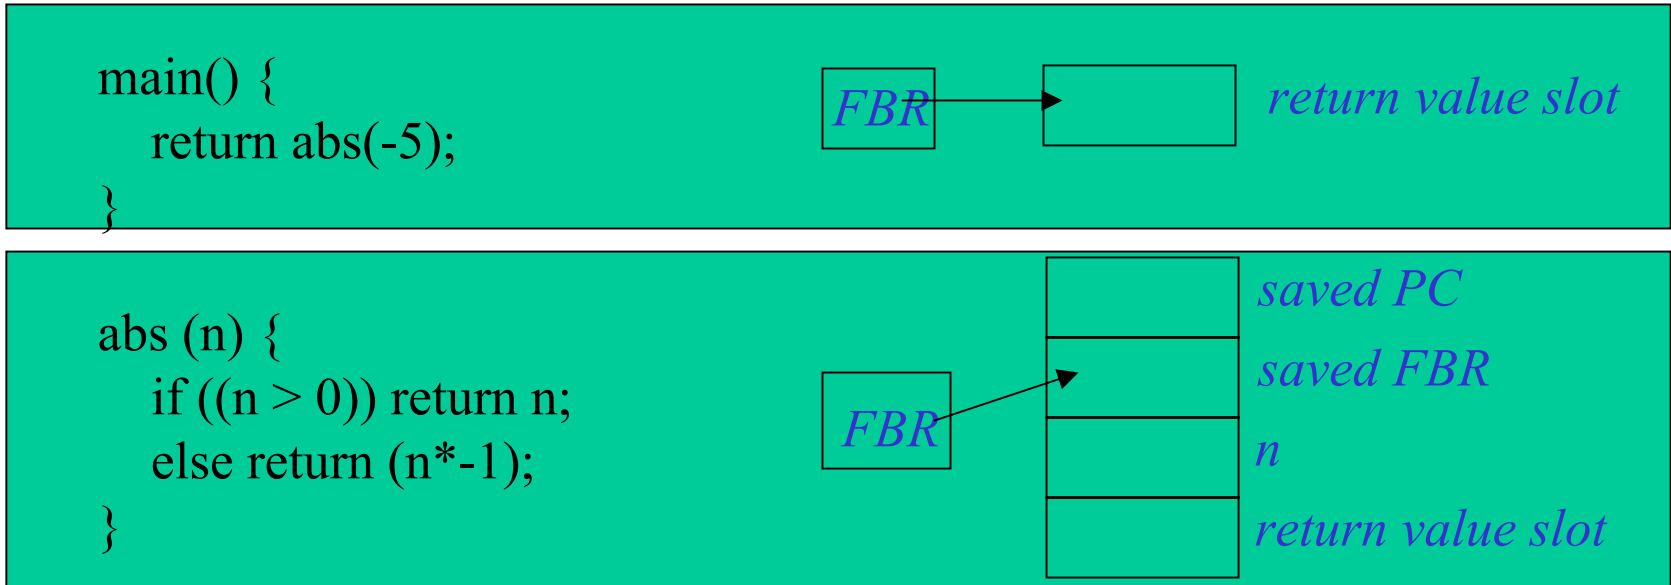 main() {
return abs(-5);
}
FBR
return value slot
abs (n) {
if ((n > 0)) return n;
else return (n*-1);
}
FBR
saved PC
saved FBR
n
return value slot